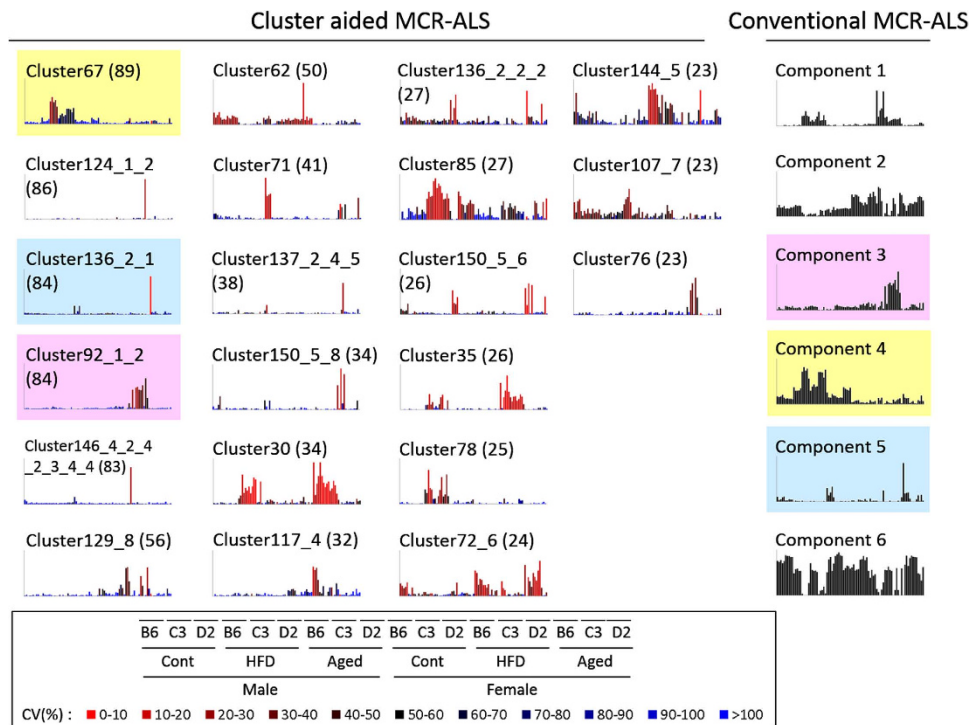 Cluster aided MCR-ALS
Conventional MCR-ALS
Cluster67 (89)
Cluster62 (50)
Cluster136_2_2_2
(27)
Cluster144_5 (23)
Component 1
Cluster124_1_2
(86)
Cluster71 (41)
Cluster85 (27)
Cluster107_7 (23)
Component 2
Cluster136_2_1
(84)
Cluster137_2_4_5
(38)
Cluster150_5_6
(26)
Cluster76 (23)
Component 3
Cluster92_1_2
(84)
Cluster150_5_8 (34)
Cluster35 (26)
Component 4
Cluster146_4_2_4
_2_3_4_4 (83)
Cluster30 (34)
Cluster78 (25)
Component 5
Cluster129_8 (56)
Cluster117_4 (32)
Cluster72_6 (24)
Component 6
B6 C3 D2 B6 C3 D2 B6 C3 D2 B6 C3 D2 B6 C3 D2 B6 C3 D2
Cont HFD Aged Cont HFD Aged
Male Female
CV(%) : 0-10 10-20 20-30 30-40 40-50 50-60 60-70 70-80 80-90 90-100 >100